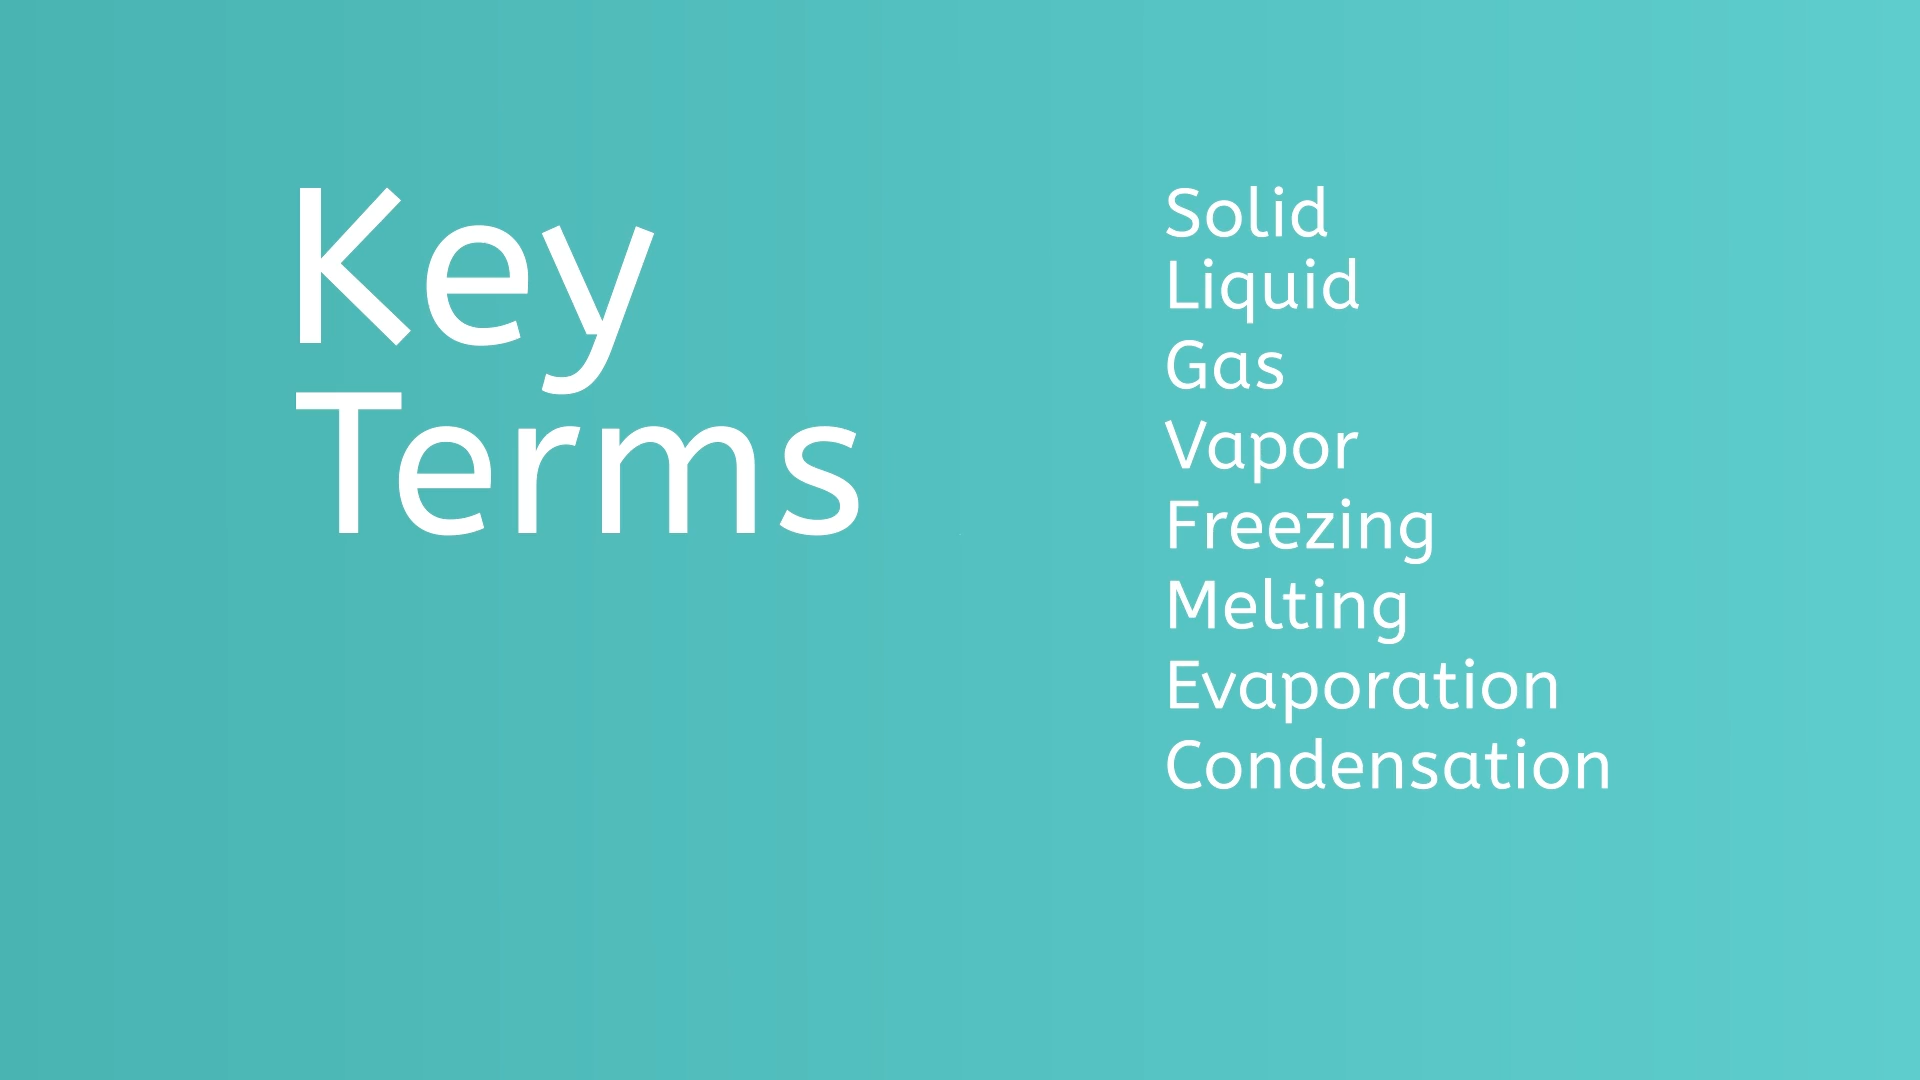 Key
Terms
Solid
Liquid
Gas
Vapor
Freezing
Melting
Evaporation
Condensation